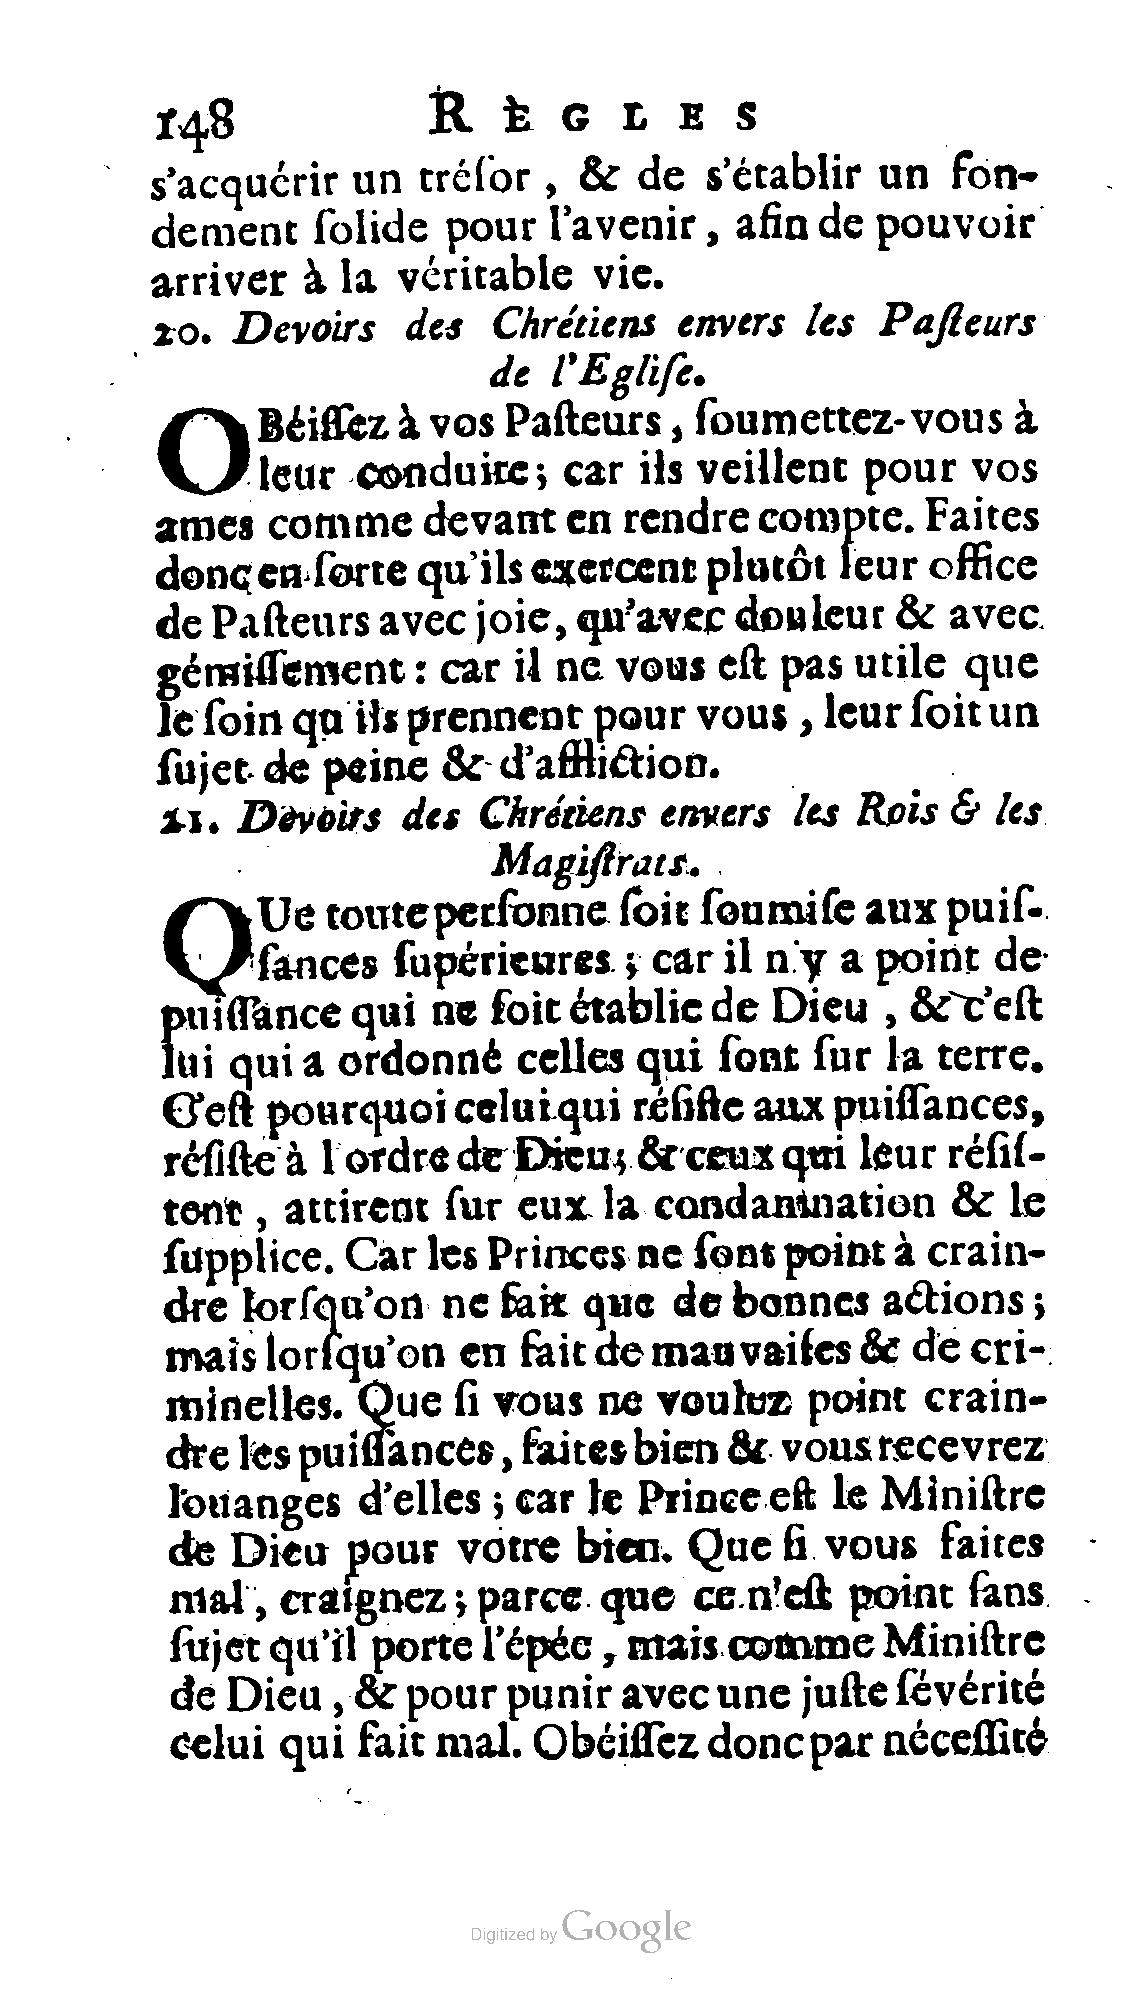 148 RÈGLES
s'acquérir un tréſor, & de s'établir un fon-
dement ſolide pour l'avenir, afin de pouvoir
arriver à la véritable vie.
20. Devoirs des Chrétiens envers les Paſteurs
de l'Egliſe.
OBéiſſez à vos Paſteurs, ſoumettez-vous à
leur conduite; car ils veillent pour vos
ames comme devant en rendre compte. Faites
donc en ſorte qu'ils exercent plutôt leur office
de Paſteurs avec joie, qu'avec douleur & avec
gémiſſement : car il ne vous eſt pas utile que
le ſoin qu'ils prennent pour vous, leur ſoit un
ſujet de peine & d'affliction.
21. Devoirs des Chrétiens envers les Rois & les
Magiſtrats.
QUe toute perſonne ſoit ſoumiſe aux puiſ-
ſances ſupérieures ; car il n'y a point de
puiſſance qui ne ſoit établie de Dieu, & c'eſt
lui qui a ordonné celles qui ſont ſur la terre.
C'eſt pourquoi celui qui réſiſte aux puiſſances,
réſiſte à l'ordre de Dieu; & ceux qui leur réſiſ-
tent, attirent ſur eux la condamnation & le
ſupplice. Car les Princes ne ſont point à crain-
dre lorſqu'on ne fait que de bonnes actions ;
mais lorſqu'on en fait de mauvaiſes & de cri-
minelles. Que ſi vous ne voulez point crain-
dre les puiſſances, faites bien & vous recevrez
louanges d'elles ; car le Prince eſt le Miniſtre
de Dieu pour votre bien. Que ſi vous faites
mal, craignez ; parce que ce n'eſt point ſans
ſujet qu'il porte l'épée, mais comme Miniſtre
de Dieu, & pour punir avec une juſte ſévérité
celui qui fait mal. Obéiſſez donc par néceſſité
Digitized by Google